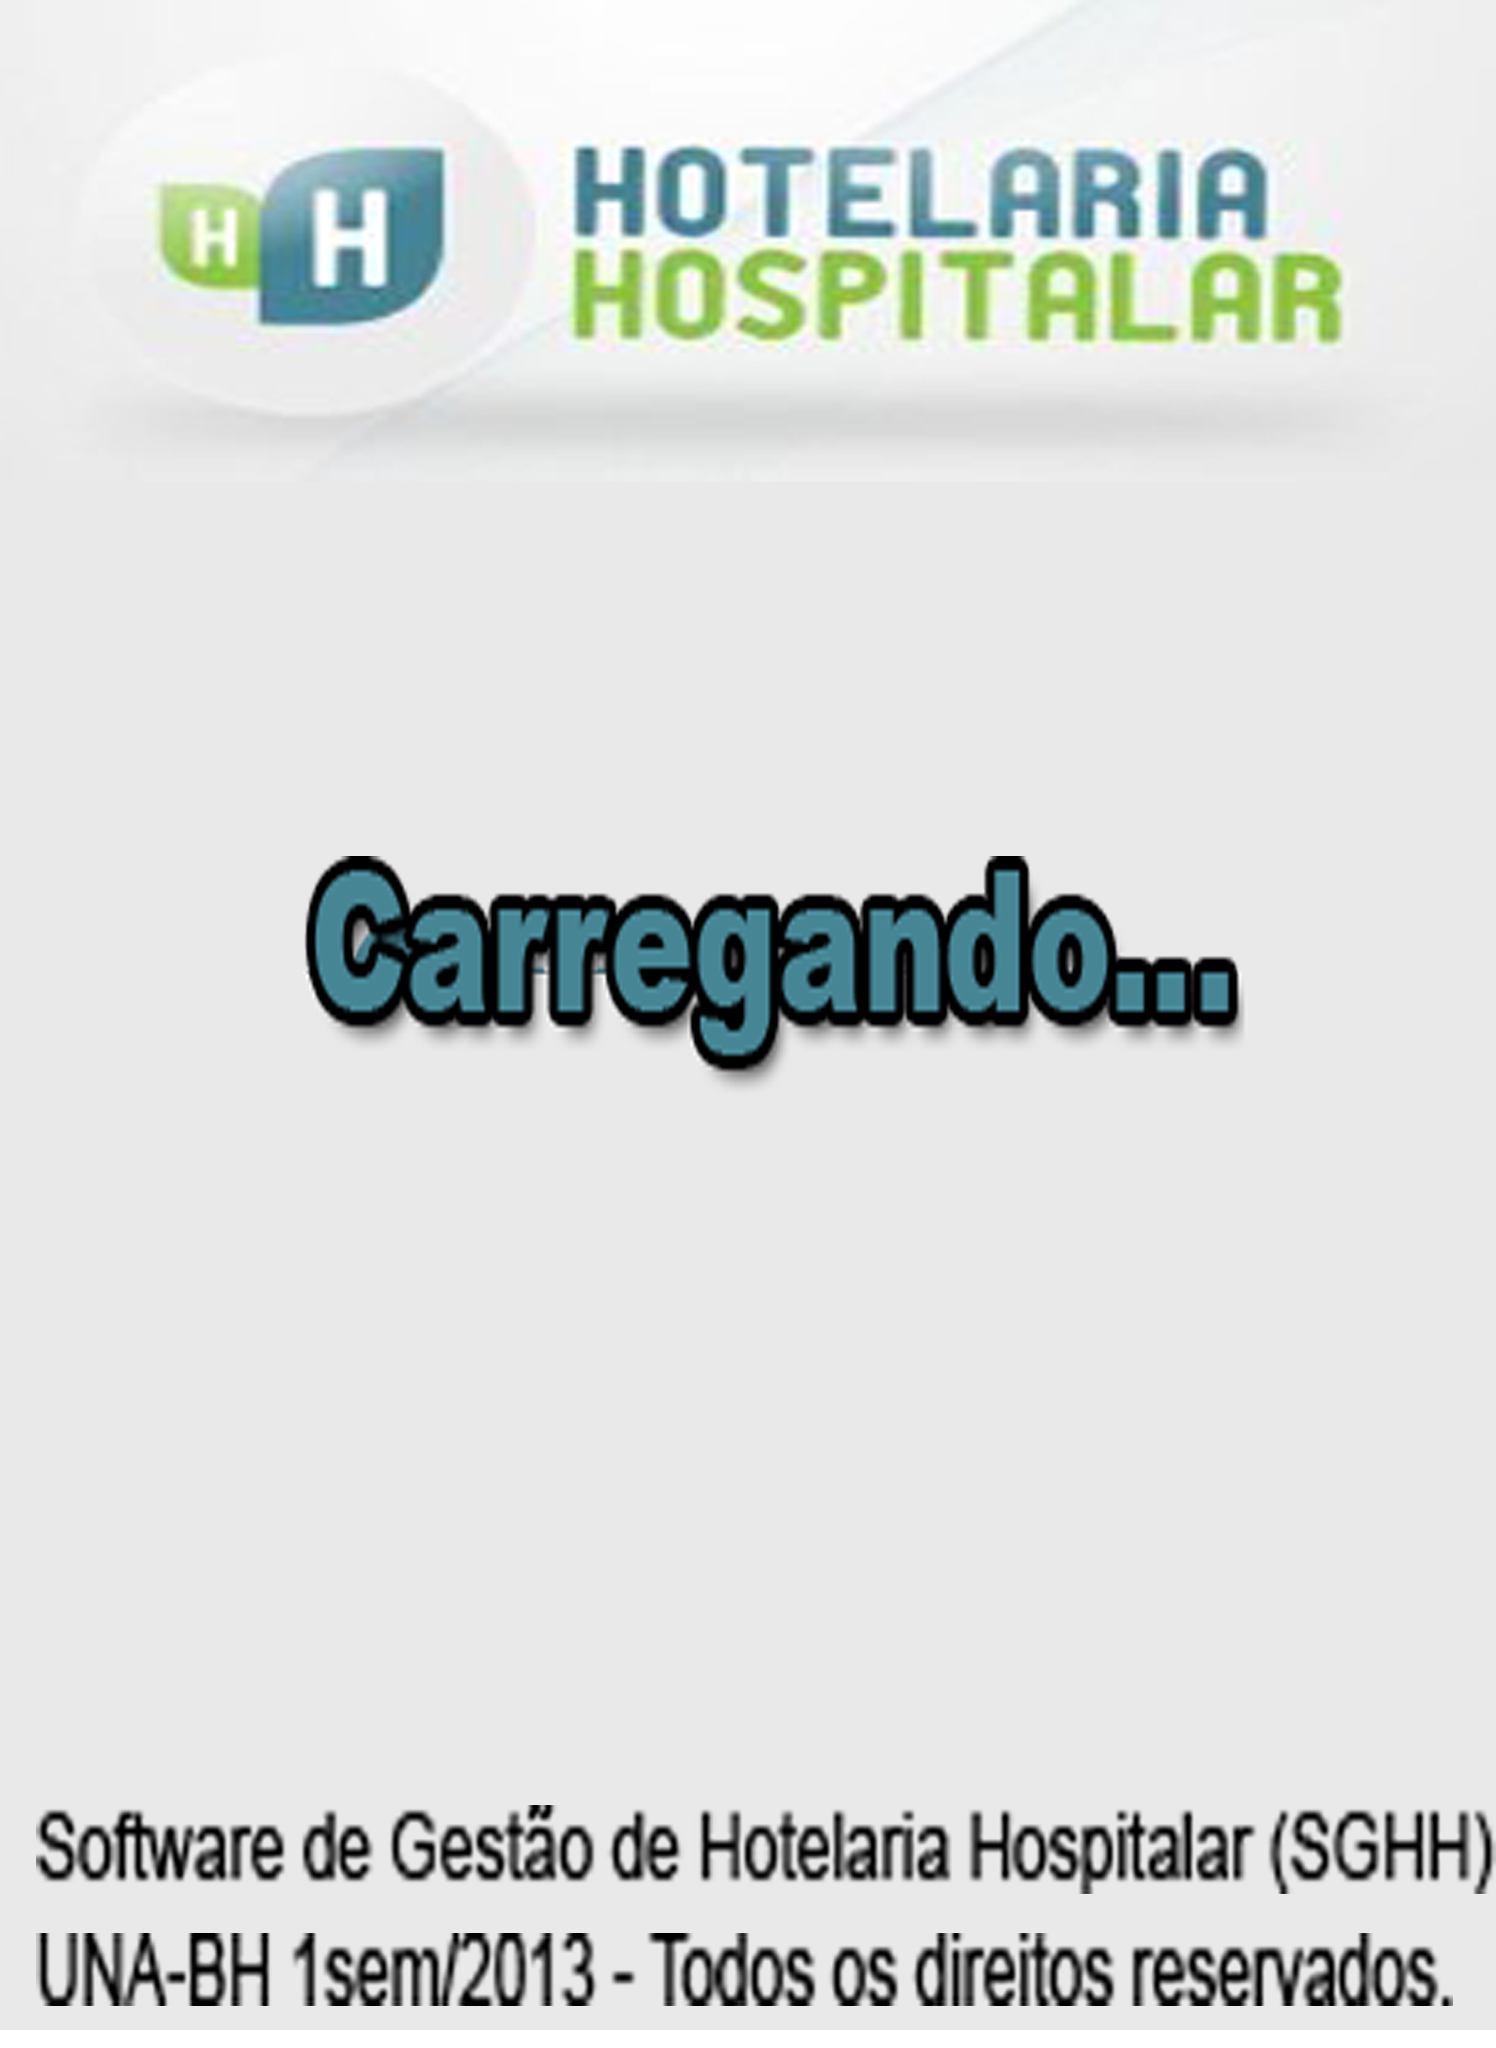 H H
HOTELARIA
HOSPITALAR
Carregando...
Software de Gestão de Hotelaria Hospitalar (SGHH)
UNA-BH 1sem/2013 - Todos os direitos reservados.